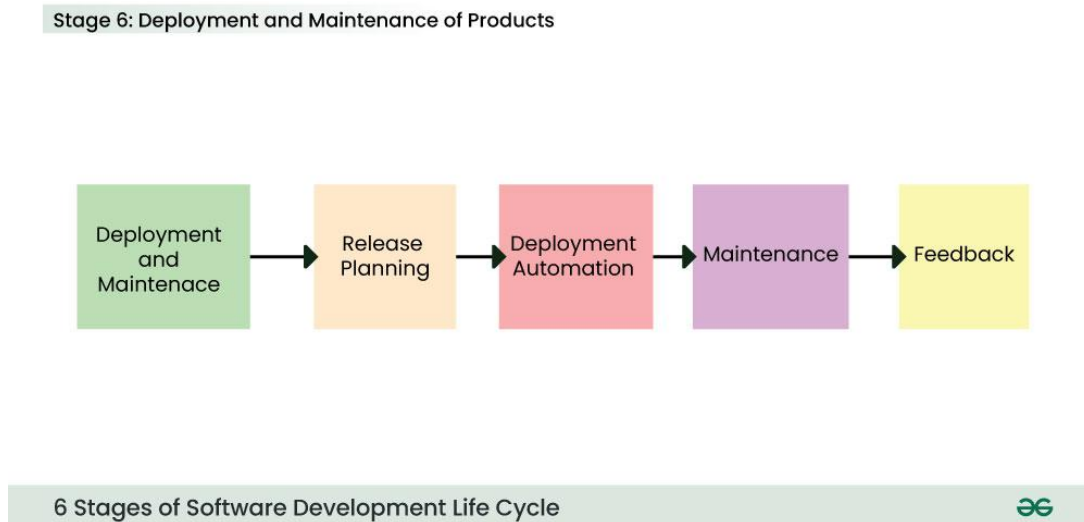 Stage 6: Deployment and Maintenance of Products
Deployment
and
Maintenace
Release
Planning
Deployment
Automation
Maintenance
Feedback
6 Stages of Software Development Life Cycle